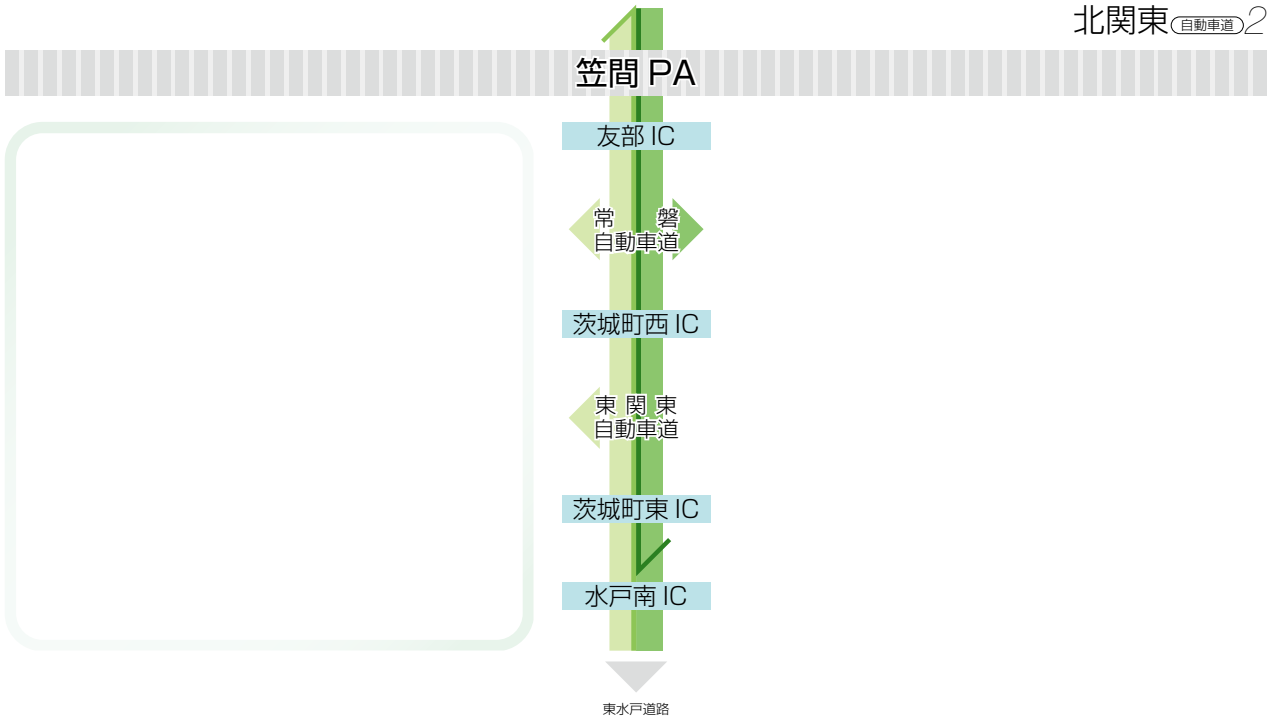 北関東 自動車道 2
笠間 PA
友部 IC
常磐
自動車道
茨城町西 IC
東関東
自動車道
茨城町東 IC
水戸南 IC
東水戸道路